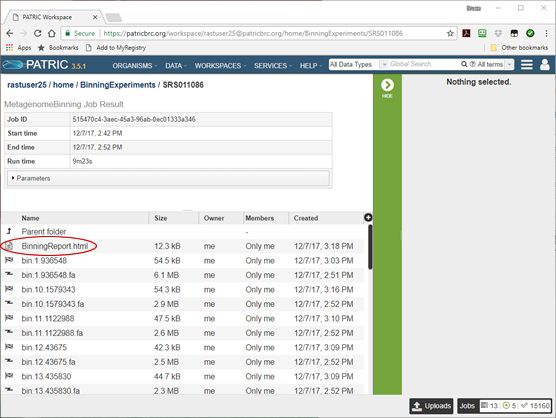 PATRIC Workspace
Bruce
Secure https://patricbrc.org/workspace/rastuser25@patricbrc.org/home/BinningExperiments/SRS011086
Apps Bookmarks Add to MyRegistry Other bookmarks
PATRIC 3.5.1 ORGANISMS DATA WORKSPACES SERVICES HELP All Data Types Global Search All terms
rastuser25 / home / BinningExperiments / SRS011086
Nothing selected.
HIDE
MetagenomeBinning Job Result
Job ID 515470c4-3aec-45a3-96ab-0ec01333a346
Start time 12/7/17, 2:42 PM
End time 12/7/17, 2:52 PM
Run time 9m23s
Parameters
Name Size Owner Members Created
Parent folder -
BinningReport.html 12.3 kB me Only me 12/7/17, 3:18 PM
bin.1.936548 54.5 kB me Only me 12/7/17, 3:03 PM
bin.1.936548.fa 6.1 MB me Only me 12/7/17, 2:51 PM
bin.10.1579343 54.3 kB me Only me 12/7/17, 3:16 PM
bin.10.1579343.fa 2.9 MB me Only me 12/7/17, 2:52 PM
bin.11.1122988 47.5 kB me Only me 12/7/17, 3:10 PM
bin.11.1122988.fa 2.6 MB me Only me 12/7/17, 2:52 PM
bin.12.43675 42.3 kB me Only me 12/7/17, 3:09 PM
bin.12.43675.fa 2.5 MB me Only me 12/7/17, 2:52 PM
bin.13.435830 44.7 kB me Only me 12/7/17, 3:09 PM
bin.13.435830.fa 2.3 MB me Only me 12/7/17, 2:52 PM
Uploads Jobs 13 5 15160